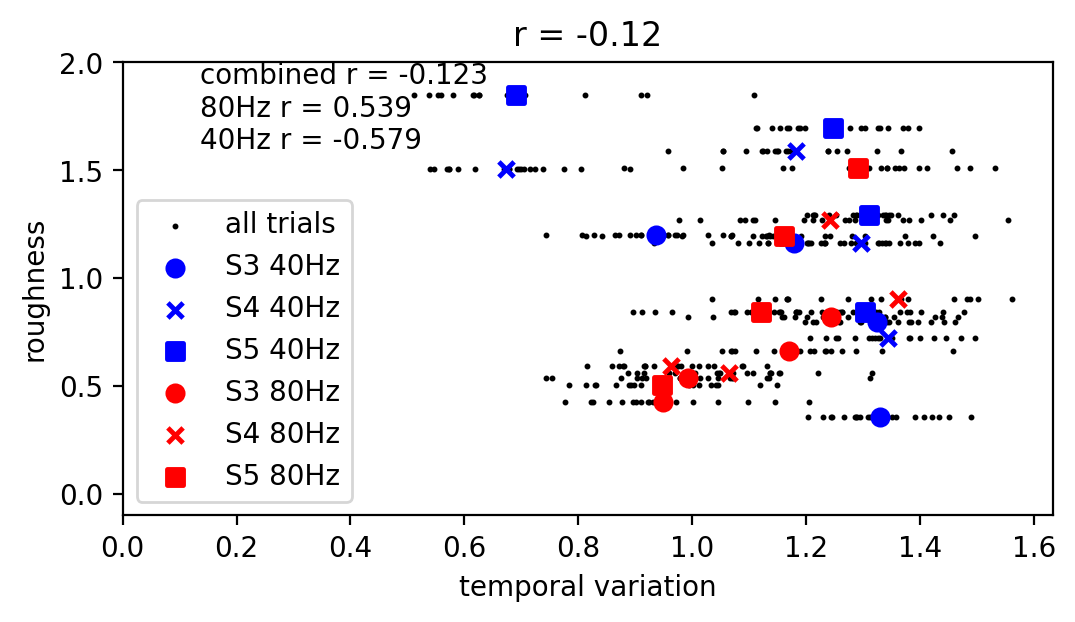 r = -0.12
combined r = -0.123
80Hz r = 0.539
40Hz r = -0.579
all trials
S3 40Hz
S4 40Hz
S5 40Hz
S3 80Hz
S4 80Hz
S5 80Hz
roughness
2.0
1.5
1.0
0.5
0.0
0.0 0.2 0.4 0.6 0.8 1.0 1.2 1.4 1.6
temporal variation